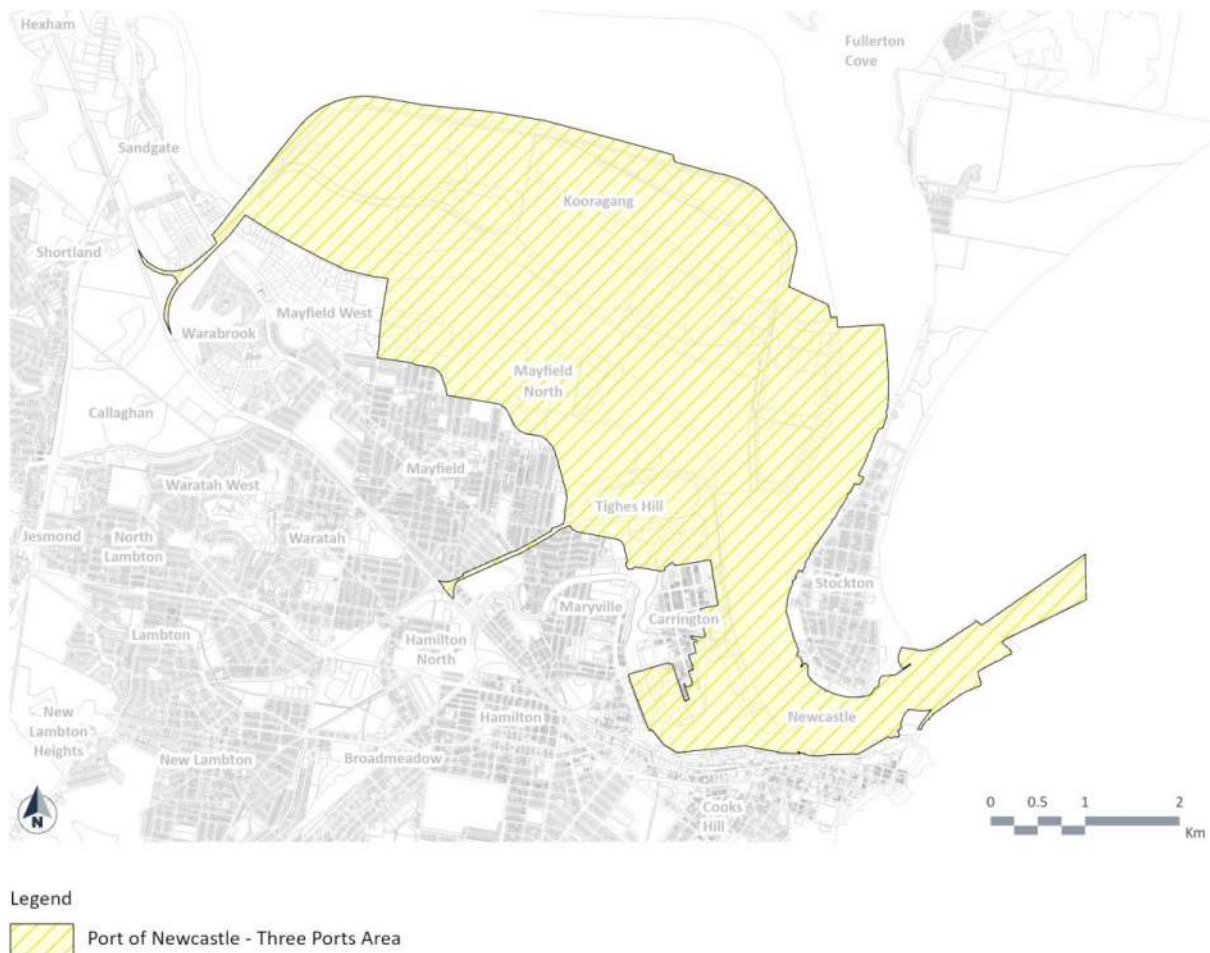 Hexham
Fullerton
Cove
Sandgate
Kooragang
Shortland
Mayfield West
Warabrook
Mayfield
North
Callaghan
Mayfield
Waratah West
Tighes Hill
Jesmond
North
Lambton
Waratah
Stockton
Maryville
Carrington
Lambton
Hamilton
North
New
Lambton
Heights
Hamilton
Newcastle
New Lambton
Broadmeadow
Cooks
Hill
N
0 0.5 1 2
Km
Legend
Port of Newcastle - Three Ports Area